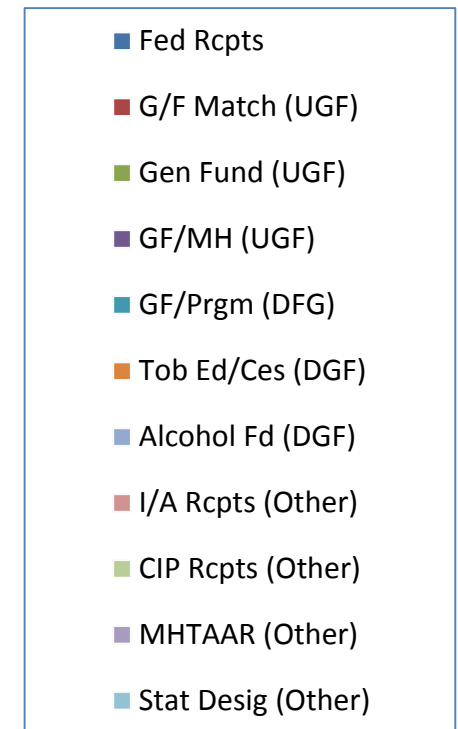 Fed Rcpts
G/F Match (UGF)
Gen Fund (UGF)
GF/MH (UGF)
GF/Prgm (DFG)
Tob Ed/Ces (DGF)
Alcohol Fd (DGF)
I/A Rcpts (Other)
CIP Rcpts (Other)
MHTAAR (Other)
Stat Desig (Other)